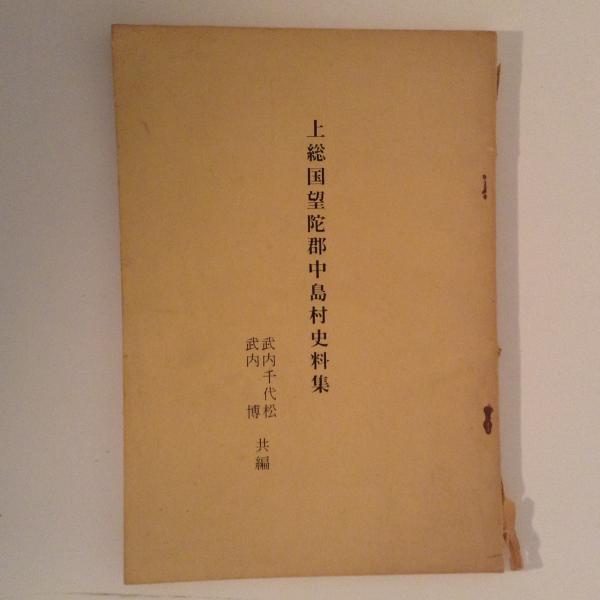 上総国望陀郡中島村史料集
武内千代松
武内 博
共編